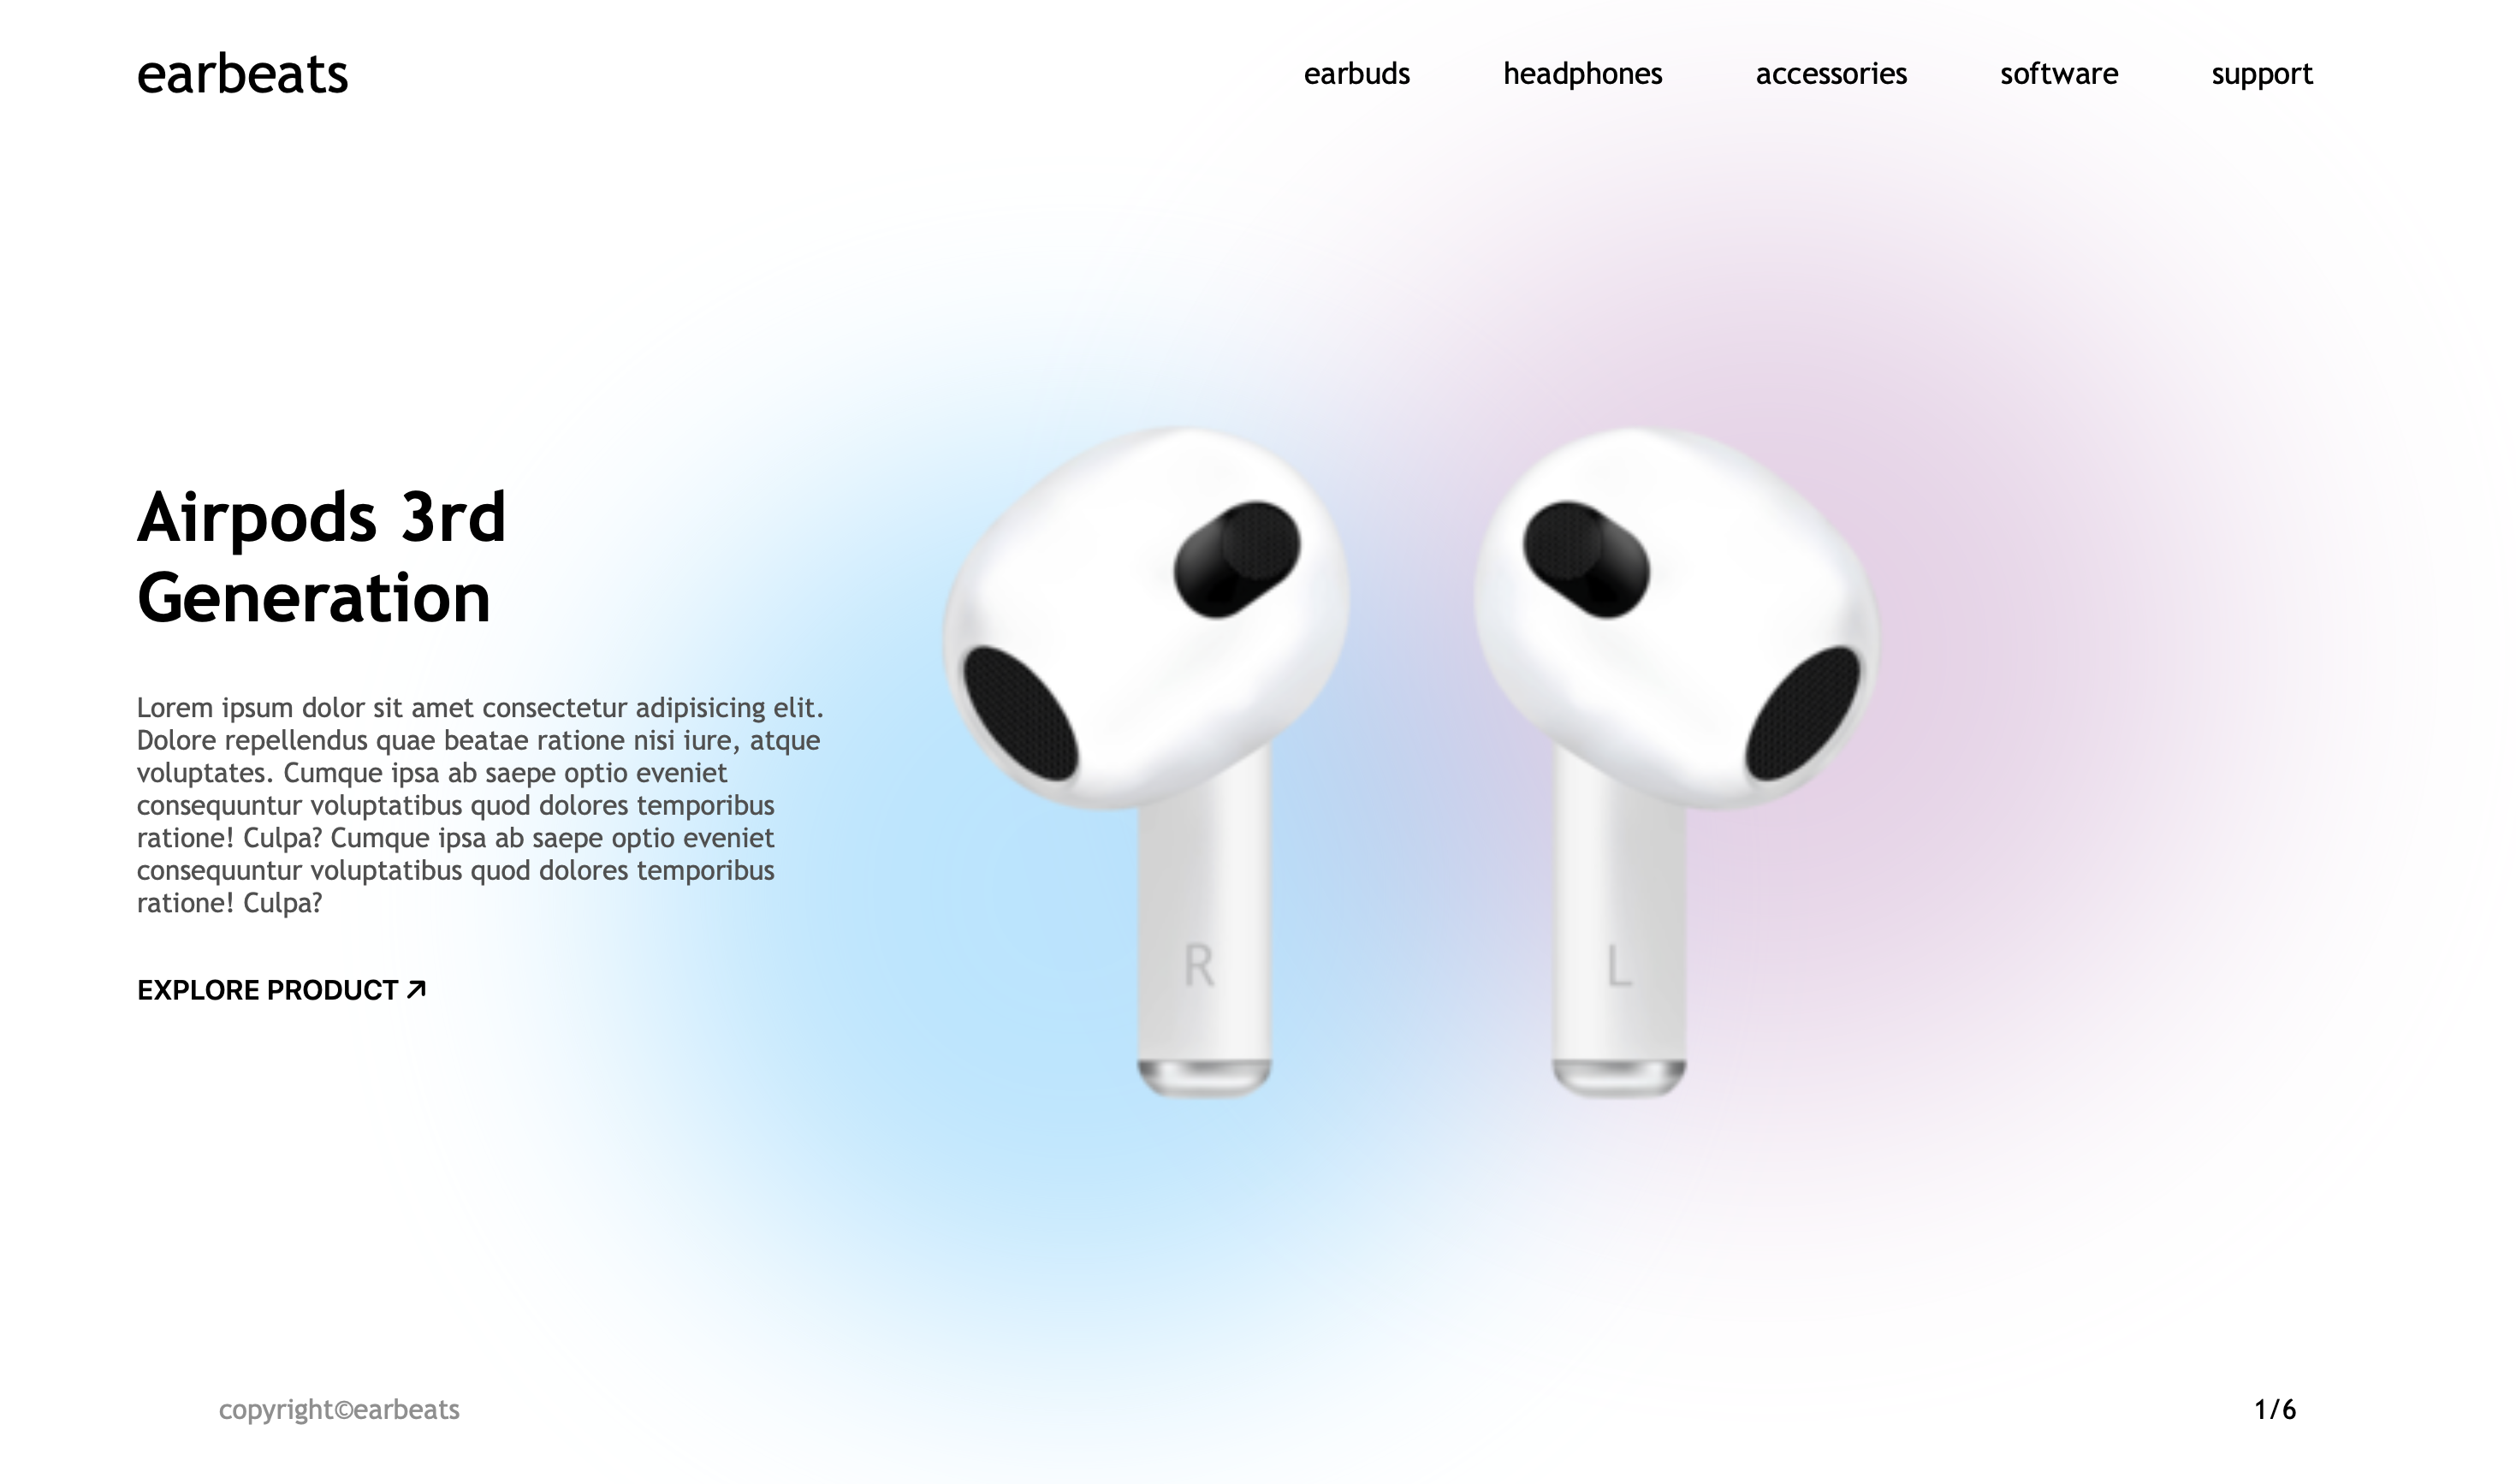 earbeats
earbuds headphones accessories software support
Airpods 3rd
Generation
Lorem ipsum dolor sit amet consectetur adipisicing elit.
Dolore repellendus quae beatae ratione nisi iure, atque
voluptates. Cumque ipsa ab saepe optio eveniet
consequuntur voluptatibus quod dolores temporibus
ratione! Culpa? Cumque ipsa ab saepe optio eveniet
consequuntur voluptatibus quod dolores temporibus
ratione! Culpa?
EXPLORE PRODUCT ↗
R
L
copyright©earbeats
1/6